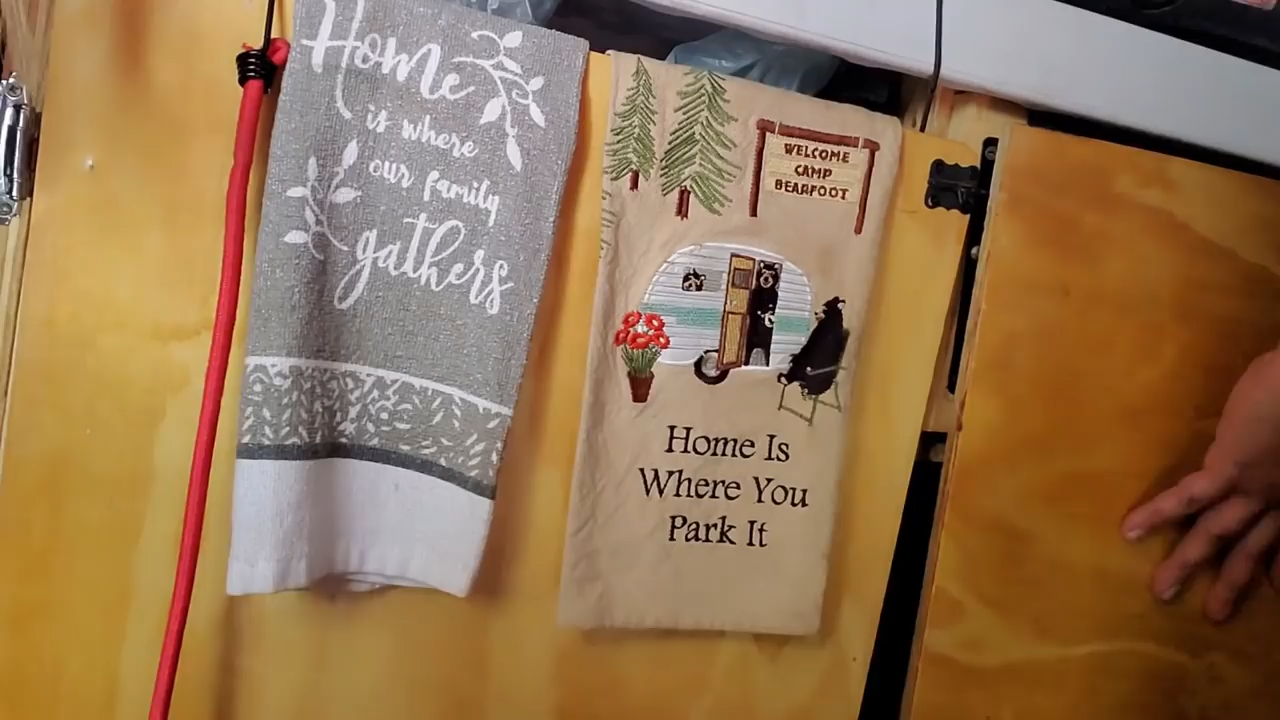 Home
is where
our family
gathers
WELCOME
CAMP
BEARFOOT
Home Is
Where You
Park It